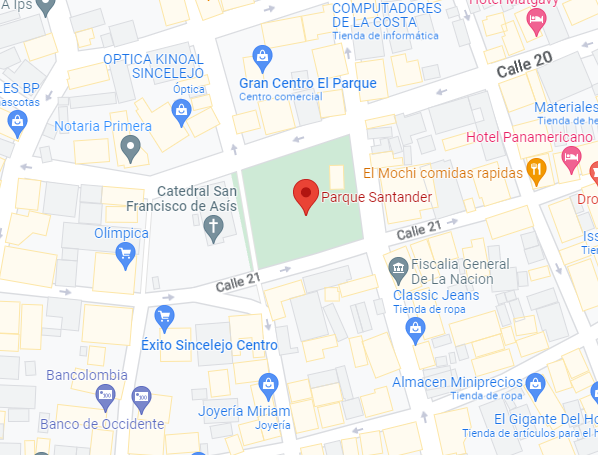 A Ips
COMPUTADORES
DE LA COSTA
Tienda de informática
Hotel Matgavy
Calle 20
OPTICA KINOAL
SINCELEJO
Óptica
Gran Centro El Parque
Centro comercial
LES BP
mascotas
Materiales
Tienda de he
Notaria Primera
Hotel Panamericano
El Mochi comidas rapidas
Dro
Catedral San
Francisco de Asís
Parque Santander
Calle 21
Olímpica
Iss
Tienda
Fiscalia General
De La Nacion
Calle 21
Classic Jeans
Tienda de ropa
Éxito Sincelejo Centro
Bancolombia
Almacen Miniprecios
Tienda de ropa
Joyería Miriam
Joyería
Banco de Occidente
El Gigante Del Ho
Tienda de artículos para el h